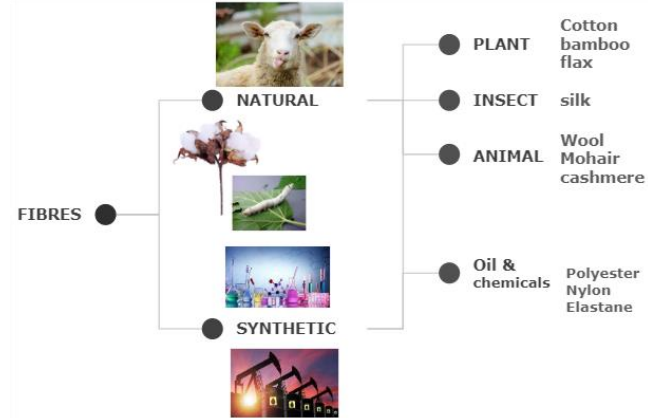 FIBRES
NATURAL
PLANT
Cotton
bamboo
flax
INSECT
silk
ANIMAL
Wool
Mohair
cashmere
SYNTHETIC
Oil &
chemicals
Polyester
Nylon
Elastane